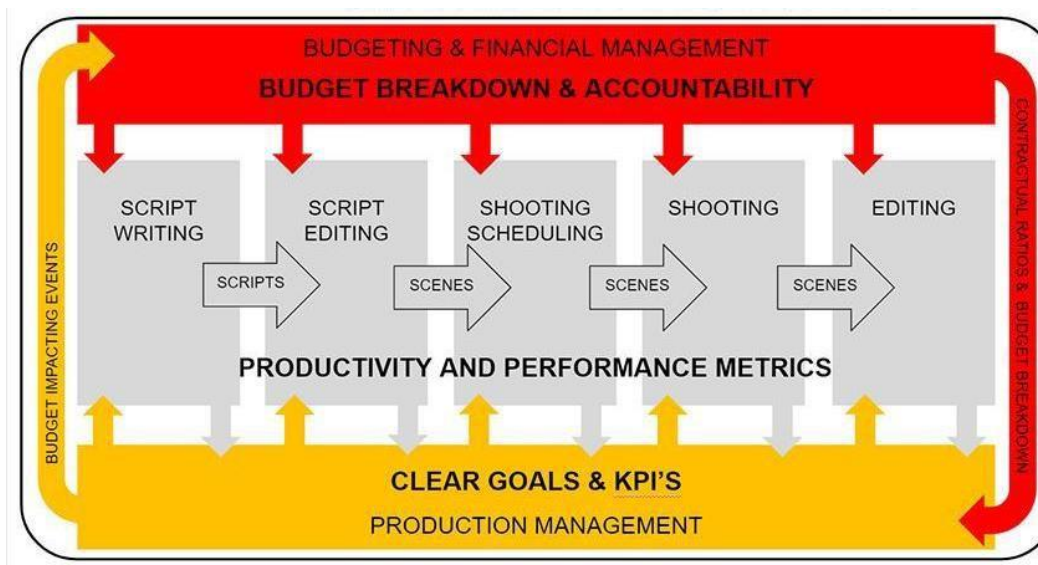 BUDGETING & FINANCIAL MANAGEMENT
BUDGET BREAKDOWN & ACCOUNTABILITY
SCRIPT
WRITING
SCRIPT
EDITING
SHOOTING
SCHEDULING
SHOOTING
EDITING
SCRIPTS
SCENES
SCENES
SCENES
PRODUCTIVITY AND PERFORMANCE METRICS
CLEAR GOALS & KPI'S
PRODUCTION MANAGEMENT
BUDGET IMPACTING EVENTS
CONTRACTUAL RATIOS & BUDGET BREAKDOWN